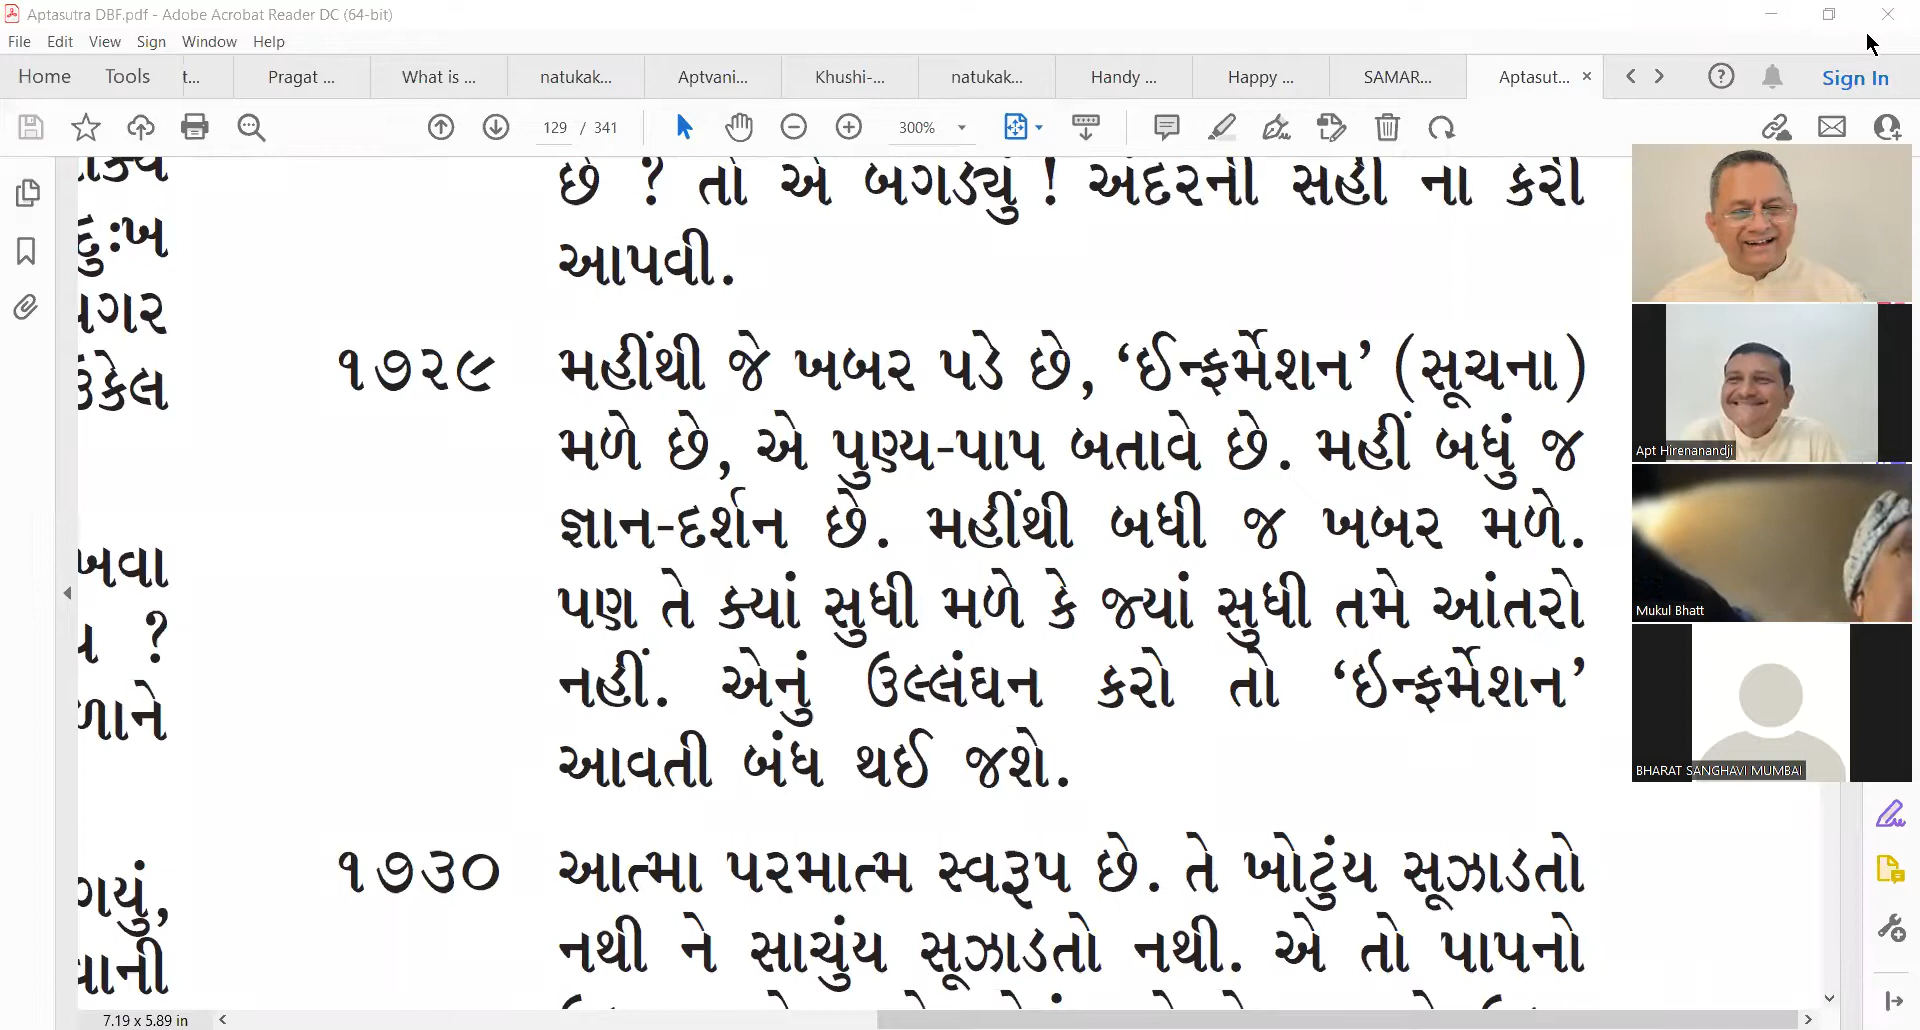 Aptasutra DBF.pdf - Adobe Acrobat Reader DC (64-bit)
File Edit View Sign Window Help
Home Tools t... Pragat ... What is ... natukak... Aptvani... Khushi-... natukak... Handy ... Happy ... SAMAR... Aptasut... × Sign In
129 / 341 300%
છે ? તો એ બગડ્યું ! અંદરની સહી ના કરી
આપવી.
દુઃખ
વગર
ઉકેલ
૧૭૨૯ મહીંથી જે ખબર પડે છે, ‘ઈન્ફર્મેશન’ (સૂચના)
મળે છે, એ પુણ્ય-પાપ બતાવે છે. મહીં બધું જ
જ્ઞાન-દર્શન છે. મહીંથી બધી જ ખબર મળે.
પણ તે ક્યાં સુધી મળે કે જ્યાં સુધી તમે આંતરો
નહીં. એનું ઉલ્લંઘન કરો તો ‘ઈન્ફર્મેશન’
આવતી બંધ થઈ જશે.
૧૭૩૦ આત્મા પરમાત્મ સ્વરૂપ છે. તે ખોટુંય સૂઝાડતો
નથી ને સાચુંય સૂઝાડતો નથી. એ તો પાપનો
Apt Hirenanandji
Mukul Bhatt
BHARAT SANGHAVI MUMBAI
7.19 x 5.89 in